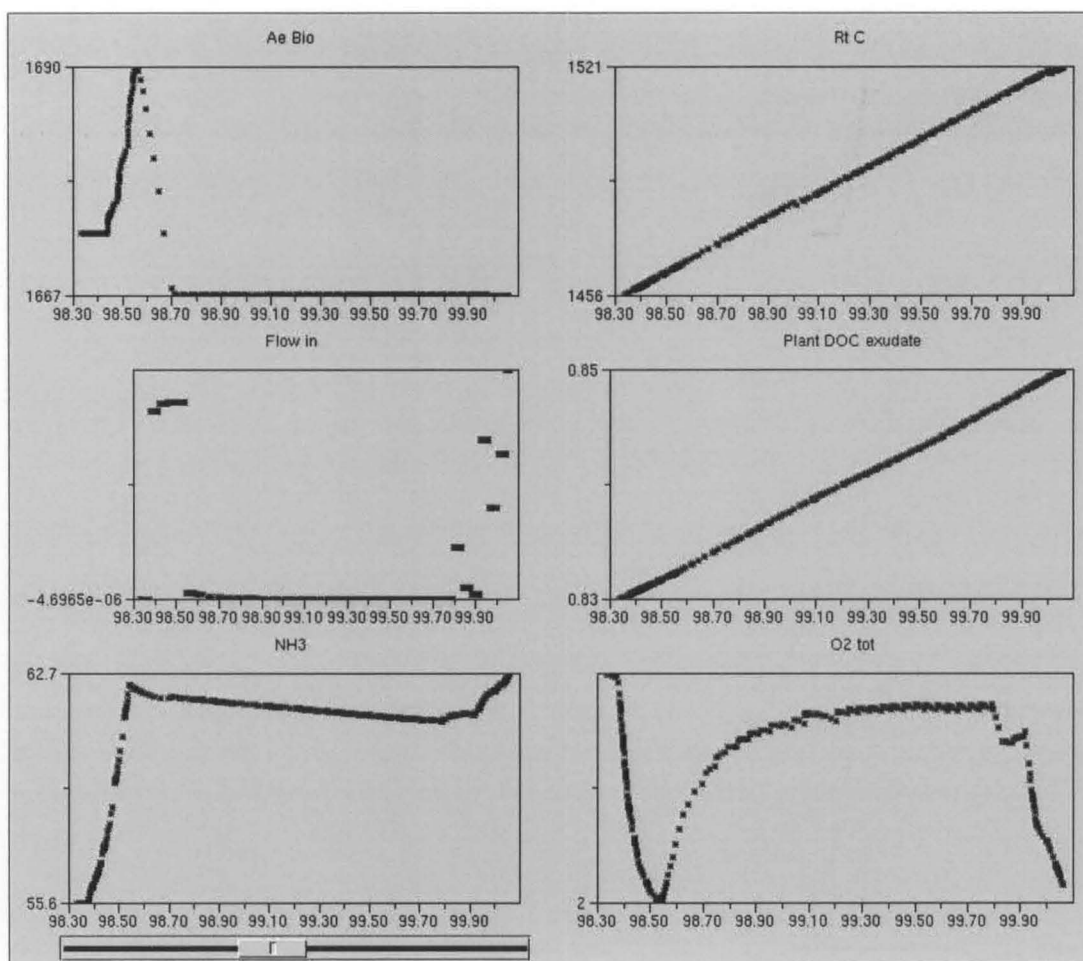 Ae Bio
1690
1667
98.30 98.50 98.70 98.90 99.10 99.30 99.50 99.70 99.90
Rt C
1521
1456
98.30 98.50 98.70 98.90 99.10 99.30 99.50 99.70 99.90
Flow in
-4.6965e-06
98.30 98.50 98.70 98.90 99.10 99.30 99.50 99.70 99.90
Plant DOC exudate
0.85
0.83
98.30 98.50 98.70 98.90 99.10 99.30 99.50 99.70 99.90
NH3
62.7
55.6
98.30 98.50 98.70 98.90 99.10 99.30 99.50 99.70 99.90
O2 tot
2
98.30 98.50 98.70 98.90 99.10 99.30 99.50 99.70 99.90